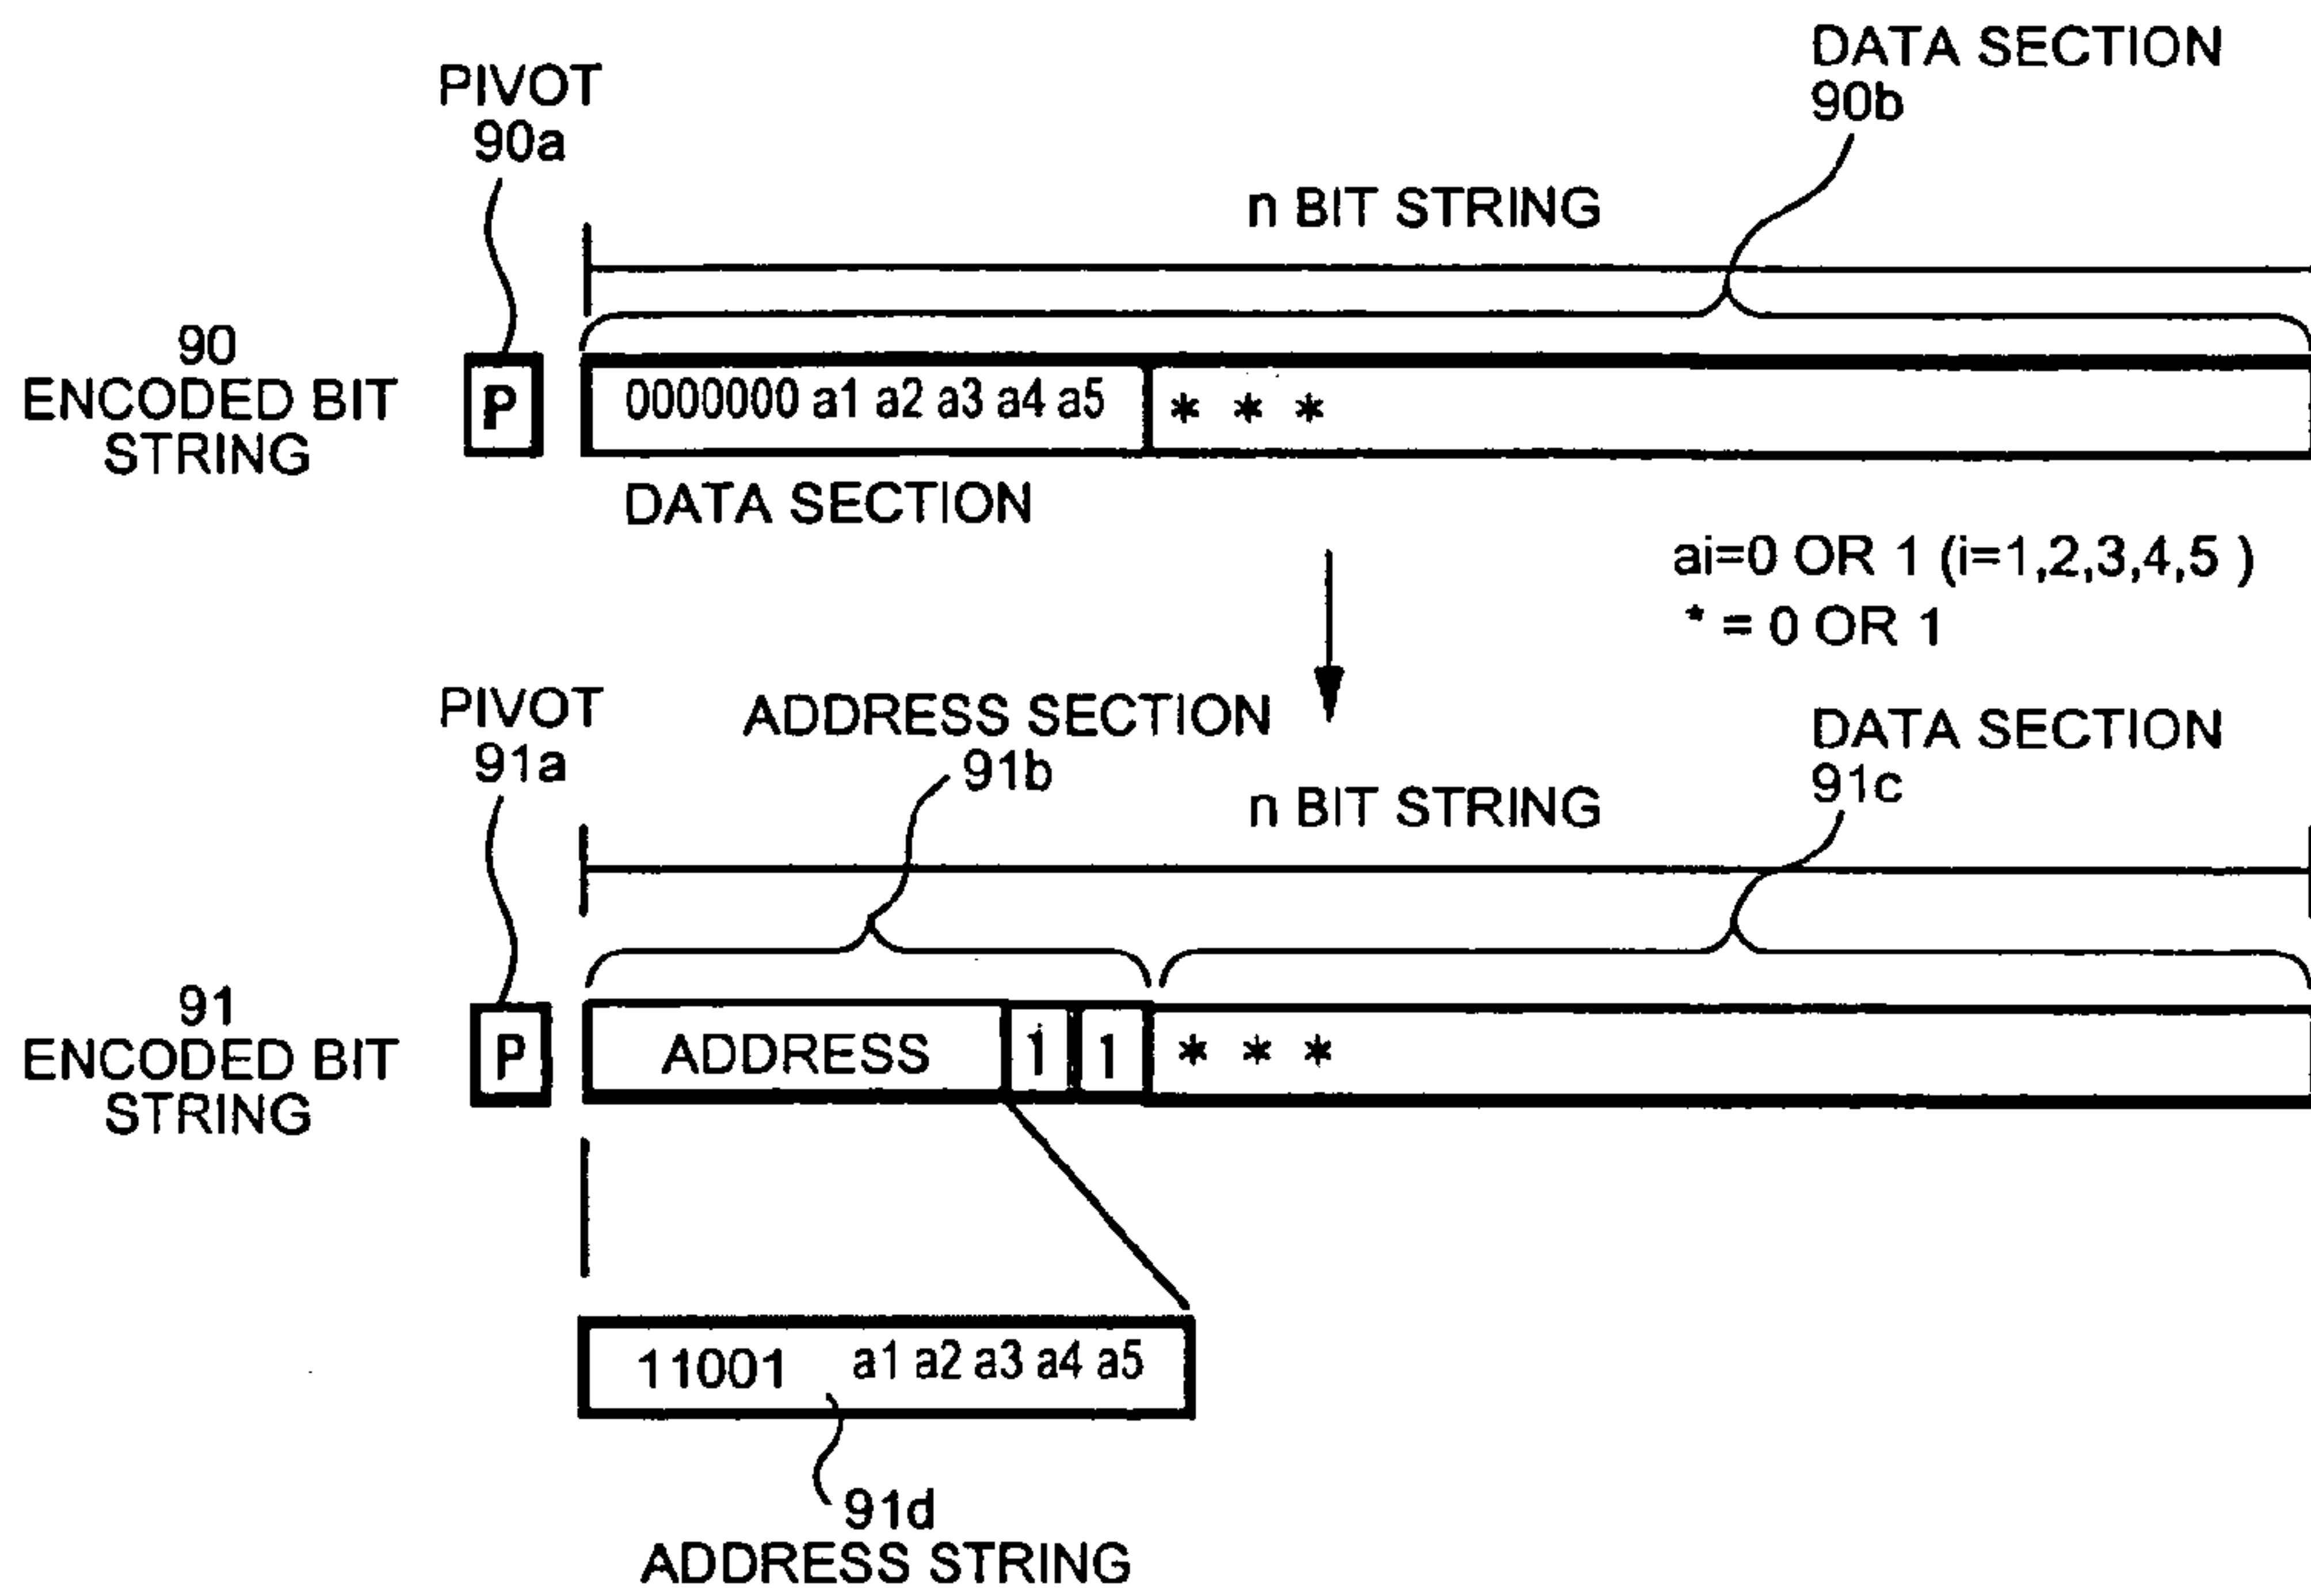 DATA SECTION
90b
PIVOT
90a
n BIT STRING
90
ENCODED BIT
STRING
P
0000000 a1 a2 a3 a4 a5
* * *
DATA SECTION
ai=0 OR 1 (i=1,2,3,4,5 )
* = 0 OR 1
PIVOT
91a
ADDRESS SECTION
91b
DATA SECTION
91c
n BIT STRING
91
ENCODED BIT
STRING
P
ADDRESS
1
1
* * *
11001 a1 a2 a3 a4 a5
91d
ADDRESS STRING